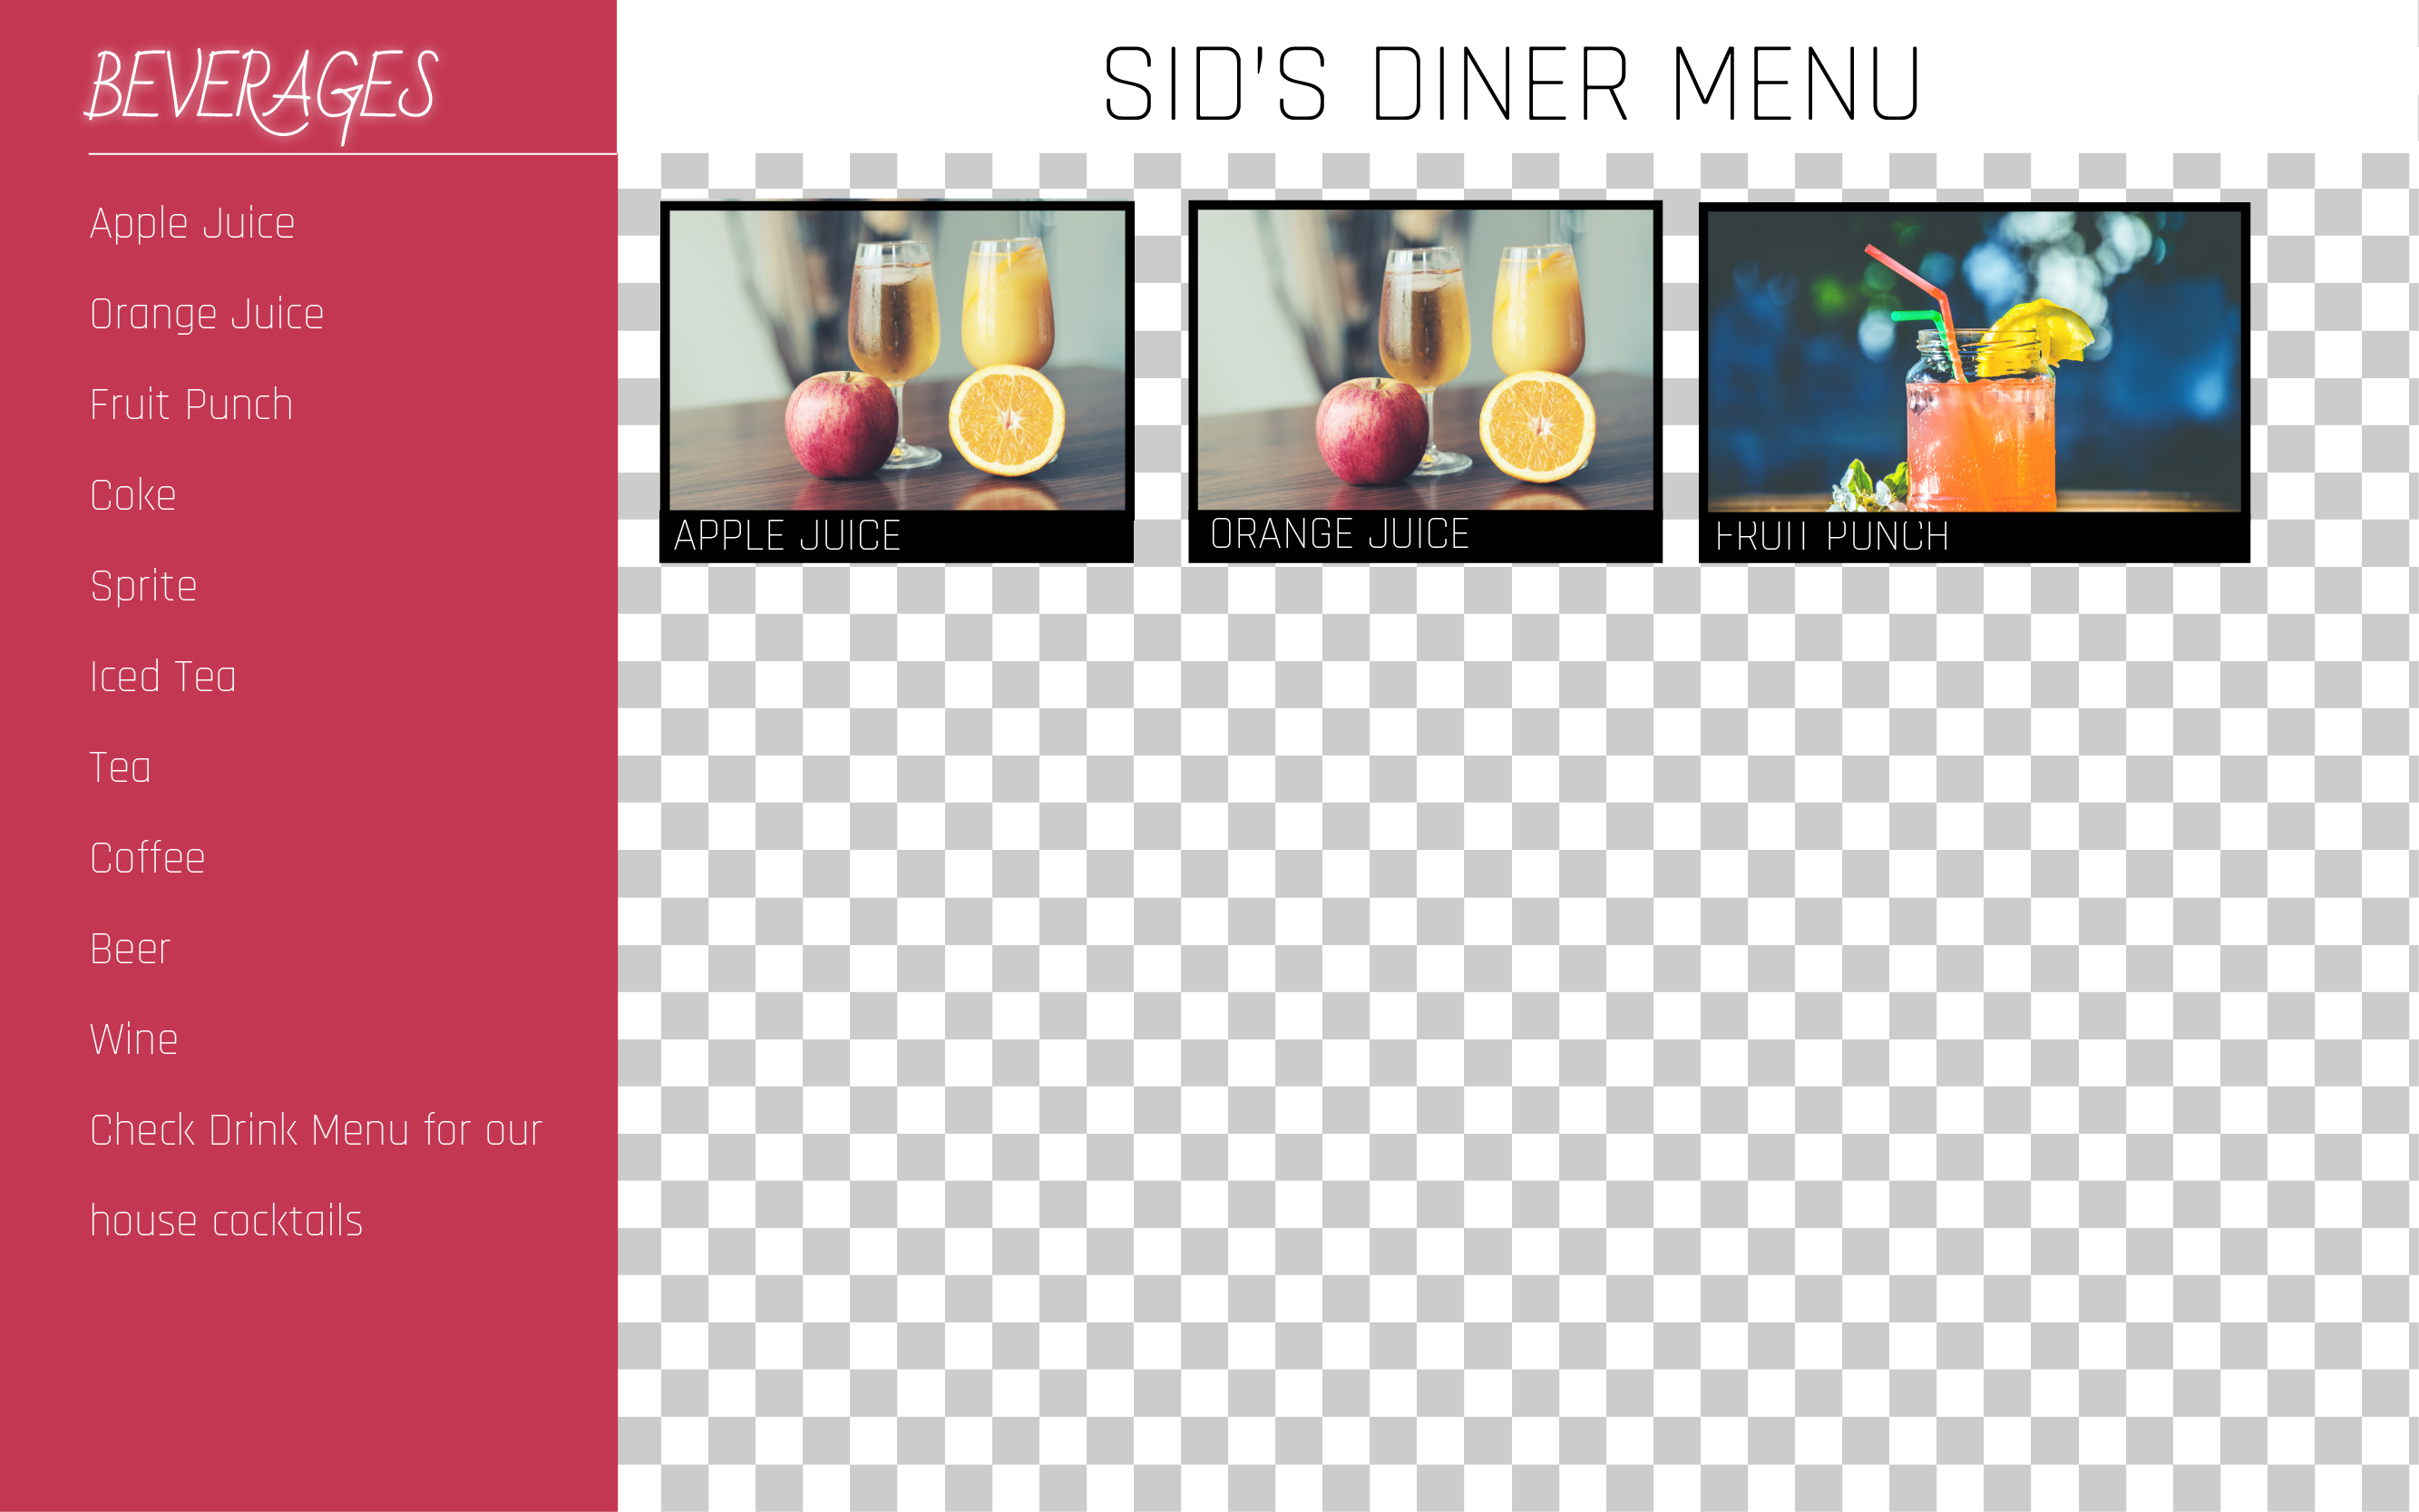 BEVERAGES
SID'S DINER MENU
Apple Juice
Orange Juice
Fruit Punch
Coke
Sprite
Iced Tea
Tea
Coffee
Beer
Wine
Check Drink Menu for our
house cocktails
APPLE JUICE
ORANGE JUICE
FRUIT PUNCH